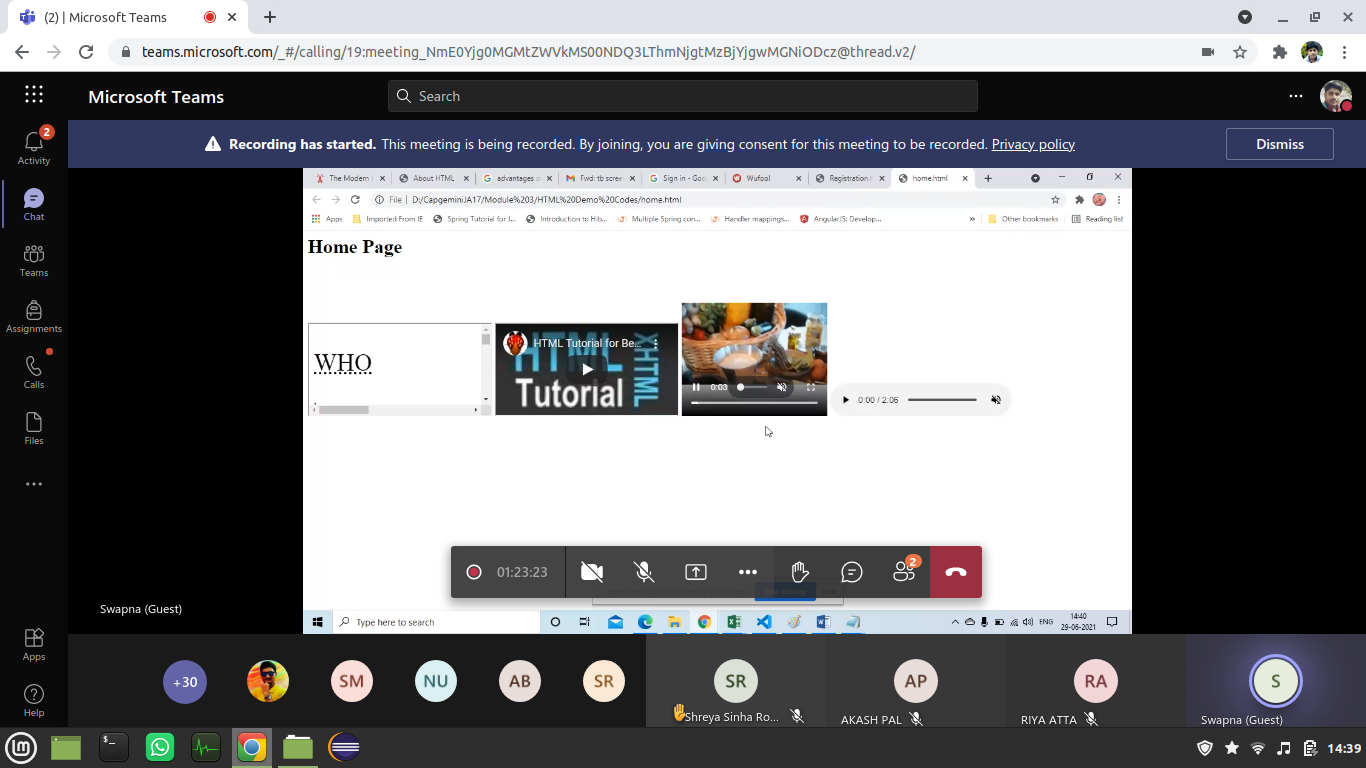 (2) | Microsoft Teams
teams.microsoft.com/_#/calling/19:meeting_NmE0Yjg0MGMtZWVkMS00NDQ3LThmNjgtMzBjYjgwMGNiODcz@thread.v2/
Microsoft Teams
Search
2
Activity
Chat
Teams
Assignments
Calls
Files
Apps
Help
Recording has started. This meeting is being recorded. By joining, you are giving consent for this meeting to be recorded. Privacy policy
Dismiss
The Modern
About HTML
advantages o
Fwd: tb scree
Sign in - Goo
Wufoo!
Registration
home.html
File | D:/CapgeminiJA17/Module%203/HTML%20Demo%20Codes/home.html
Apps
Imported From IE
Spring Tutorial for J...
Introduction to Hib...
Multiple Spring con...
Handler mappings...
AngularJS: Develop...
»
Other bookmarks
Reading list
Home Page
WHO
HTML Tutorial for Be...
HTML
Tutorial
XHTML
0:03
0:00 / 2:06
01:23:23
2
Swapna (Guest)
Type here to search
ENG
14:40
29-06-2021
+30
SM
NU
AB
SR
SR
Shreya Sinha Ro...
AP
AKASH PAL
RA
RIYA ATTA
S
Swapna (Guest)
14:39